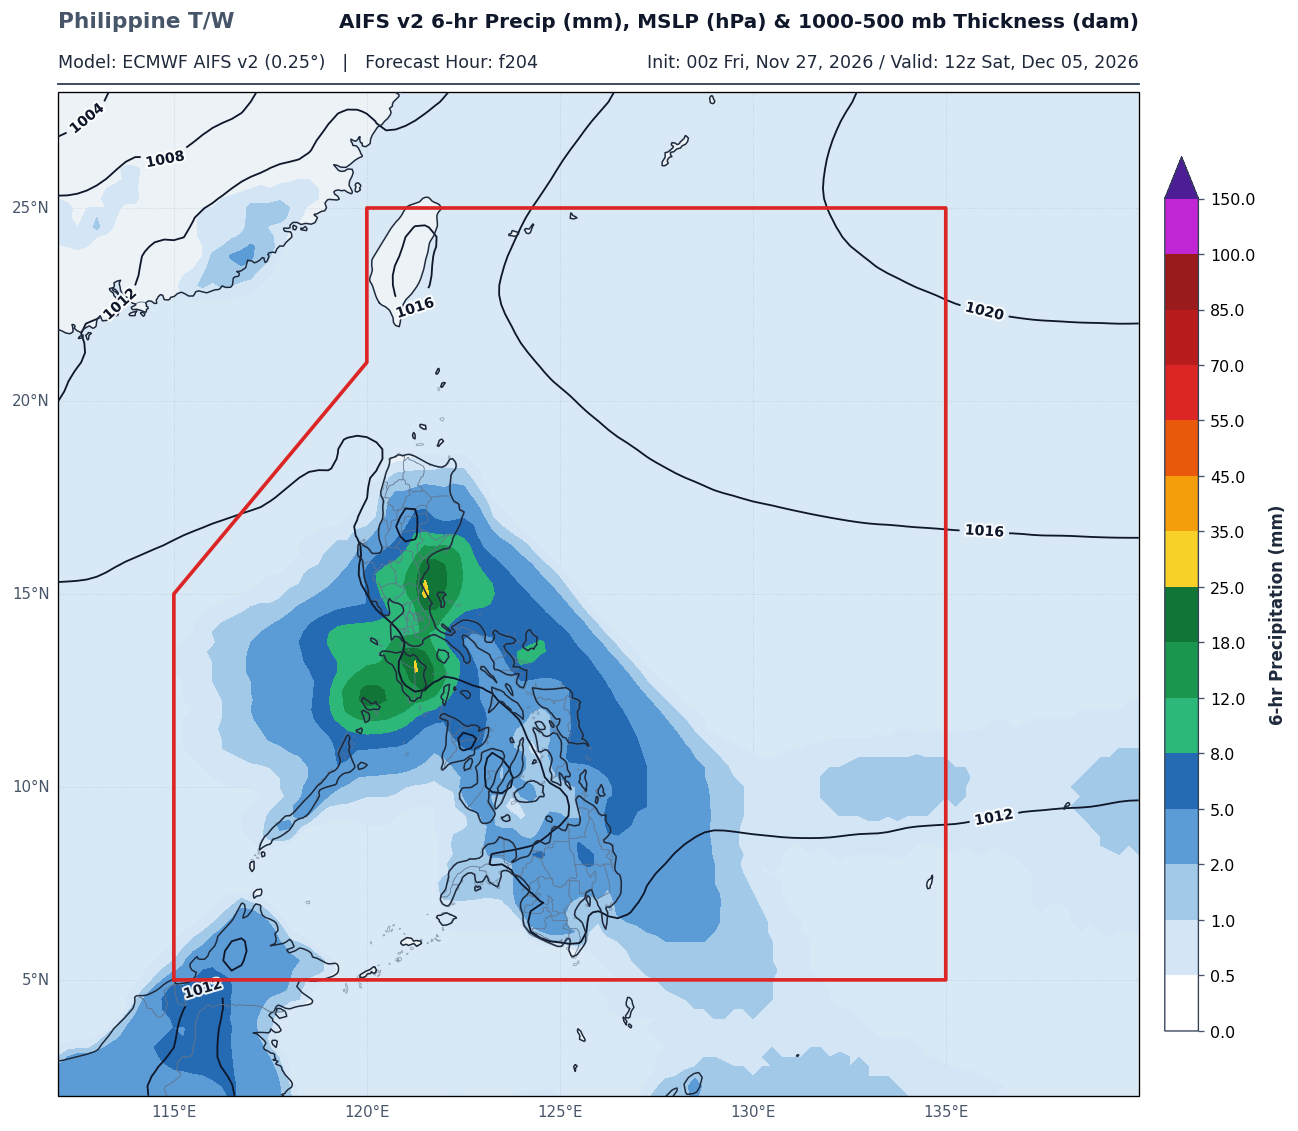 Philippine T/W
AIFS v2 6-hr Precip (mm), MSLP (hPa) & 1000-500 mb Thickness (dam)
Model: ECMWF AIFS v2 (0.25°) | Forecast Hour: f204
Init: 00z Fri, Nov 27, 2026 / Valid: 12z Sat, Dec 05, 2026
1004
1008
1012
1016
1020
1016
1012
1012
25°N
20°N
15°N
10°N
5°N
115°E
120°E
125°E
130°E
135°E
150.0
100.0
85.0
70.0
55.0
45.0
35.0
25.0
18.0
12.0
8.0
5.0
2.0
1.0
0.5
0.0
6-hr Precipitation (mm)